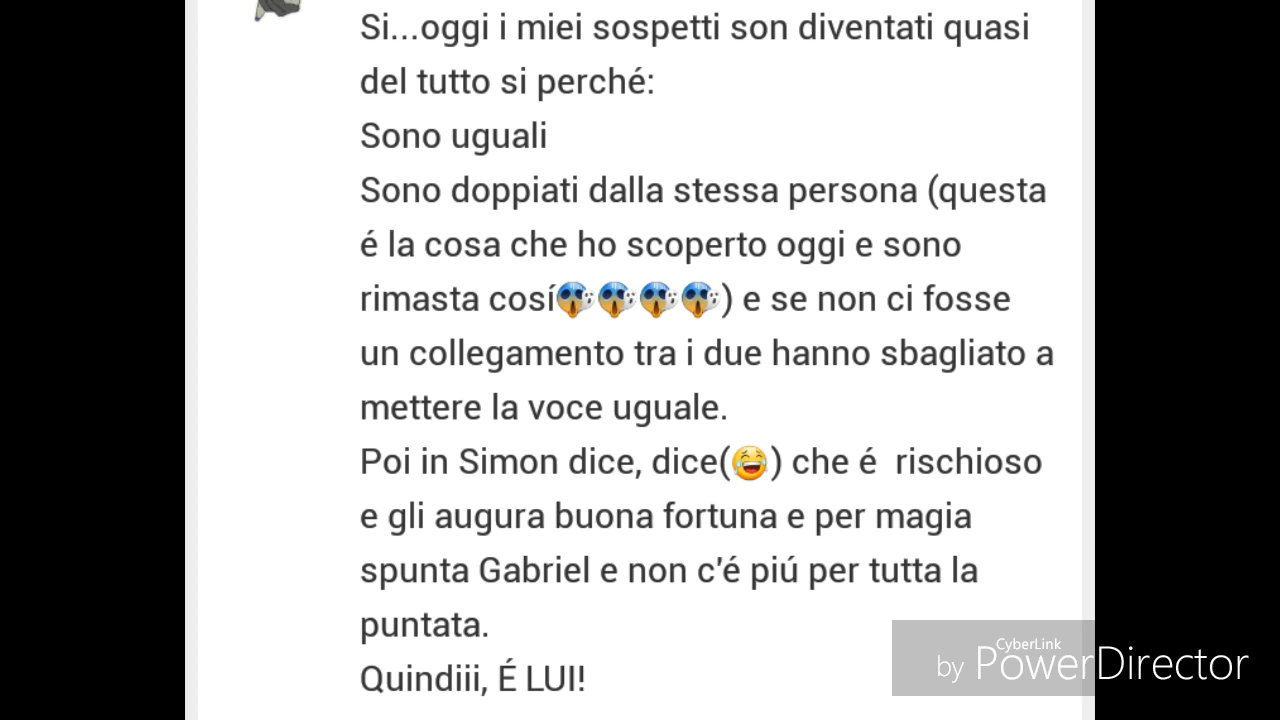 Si...oggi i miei sospetti son diventati quasi
del tutto si perché:
Sono uguali
Sono doppiati dalla stessa persona (questa
é la cosa che ho scoperto oggi e sono
rimasta cosí😱😱😱😱) e se non ci fosse
un collegamento tra i due hanno sbagliato a
mettere la voce uguale.
Poi in Simon dice, dice(😂) che é  rischioso
e gli augura buona fortuna e per magia
spunta Gabriel e non c'é piú per tutta la
puntata.
Quindiii, É LUI!
CyberLink
by PowerDirector